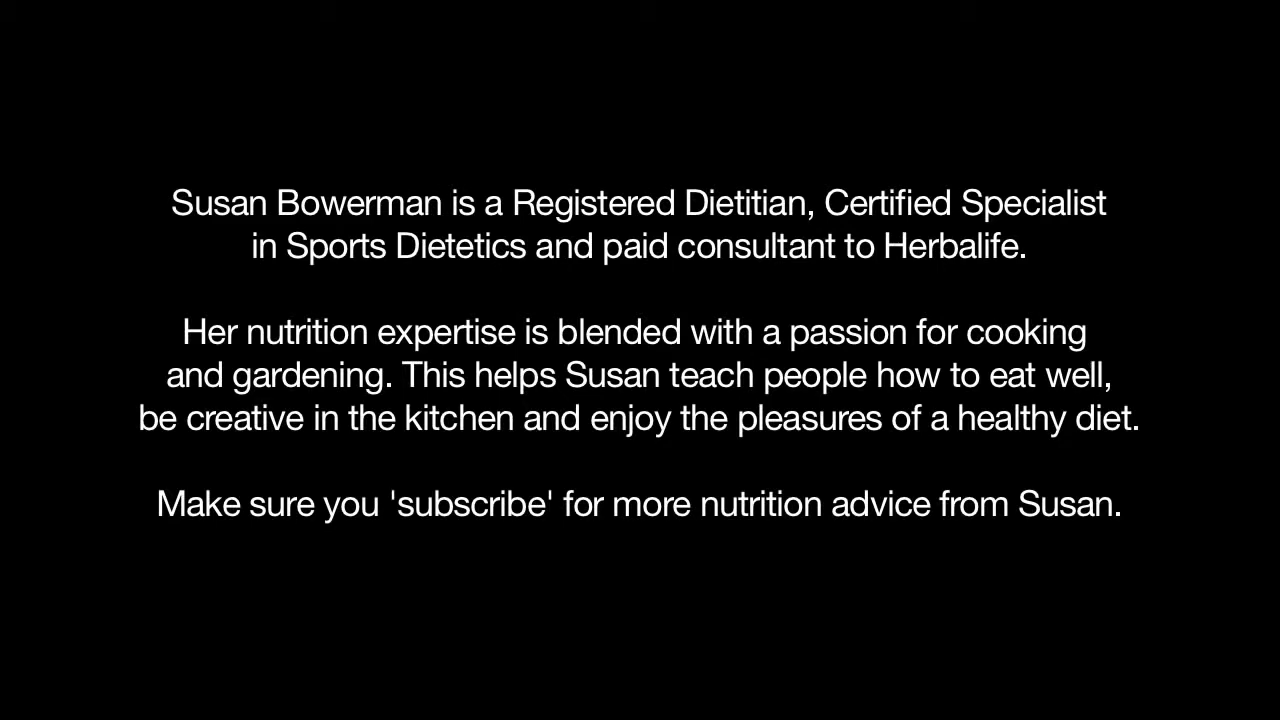 Susan Bowerman is a Registered Dietitian, Certified Specialist
in Sports Dietetics and paid consultant to Herbalife.
Her nutrition expertise is blended with a passion for cooking
and gardening. This helps Susan teach people how to eat well,
be creative in the kitchen and enjoy the pleasures of a healthy diet.
Make sure you 'subscribe' for more nutrition advice from Susan.